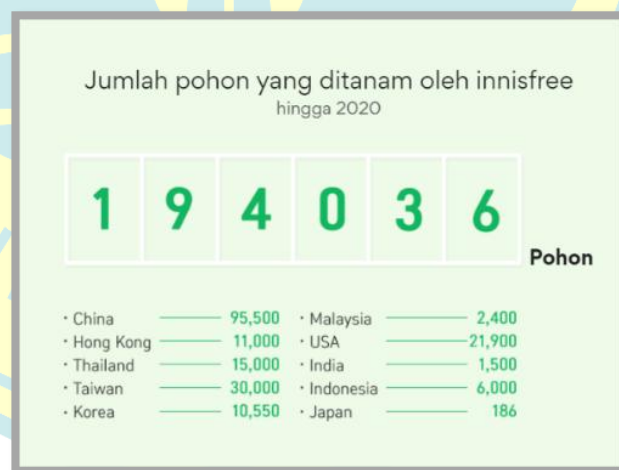 Jumlah pohon yang ditanam oleh innisfree
hingga 2020
1 9 4 0 3 6
Pohon
· China 95,500
· Hong Kong 11,000
· Thailand 15,000
· Taiwan 30,000
· Korea 10,550
· Malaysia 2,400
· USA 21,900
· India 1,500
· Indonesia 6,000
· Japan 186